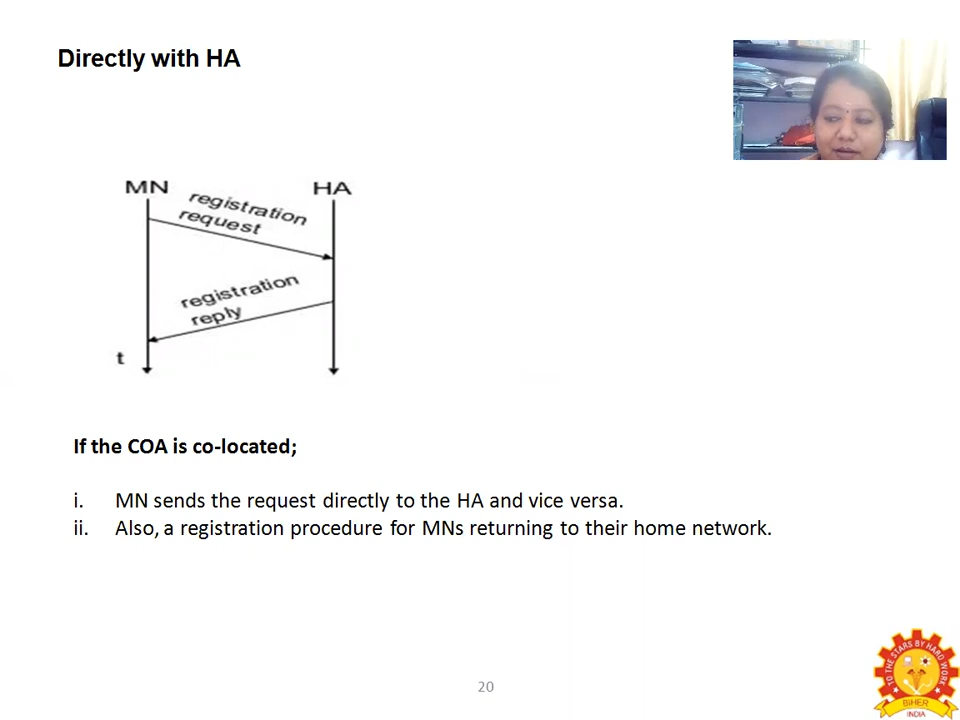 Directly with HA
MN
HA
registration
request
registration
reply
t
If the COA is co-located;
i. MN sends the request directly to the HA and vice versa.
ii. Also, a registration procedure for MNs returning to their home network.
20
TO THE STARS BY HARD WORK
BIHER
INDIA